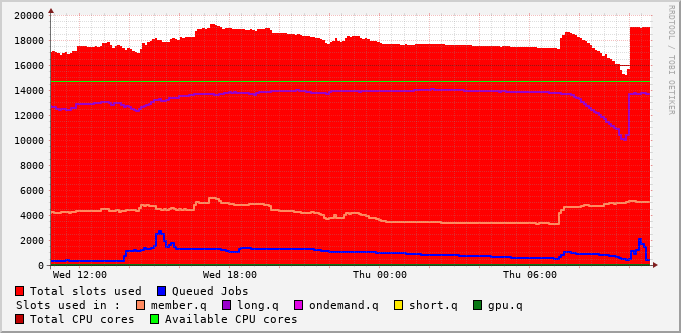 20000
18000
16000
14000
12000
10000
8000
6000
4000
2000
0
Wed 12:00 Wed 18:00 Thu 00:00 Thu 06:00
RRDTOOL / TOBI OETIKER
Total slots used Queued Jobs
Slots used in : member.q long.q ondemand.q short.q gpu.q
Total CPU cores Available CPU cores